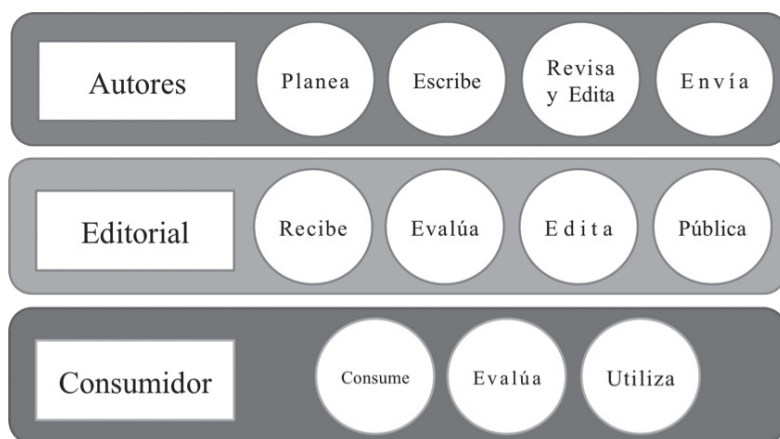 Autores
Planea
Escribe
Revisa
y Edita
Envía
Editorial
Recibe
Evalúa
Edita
Pública
Consumidor
Consume
Evalúa
Utiliza